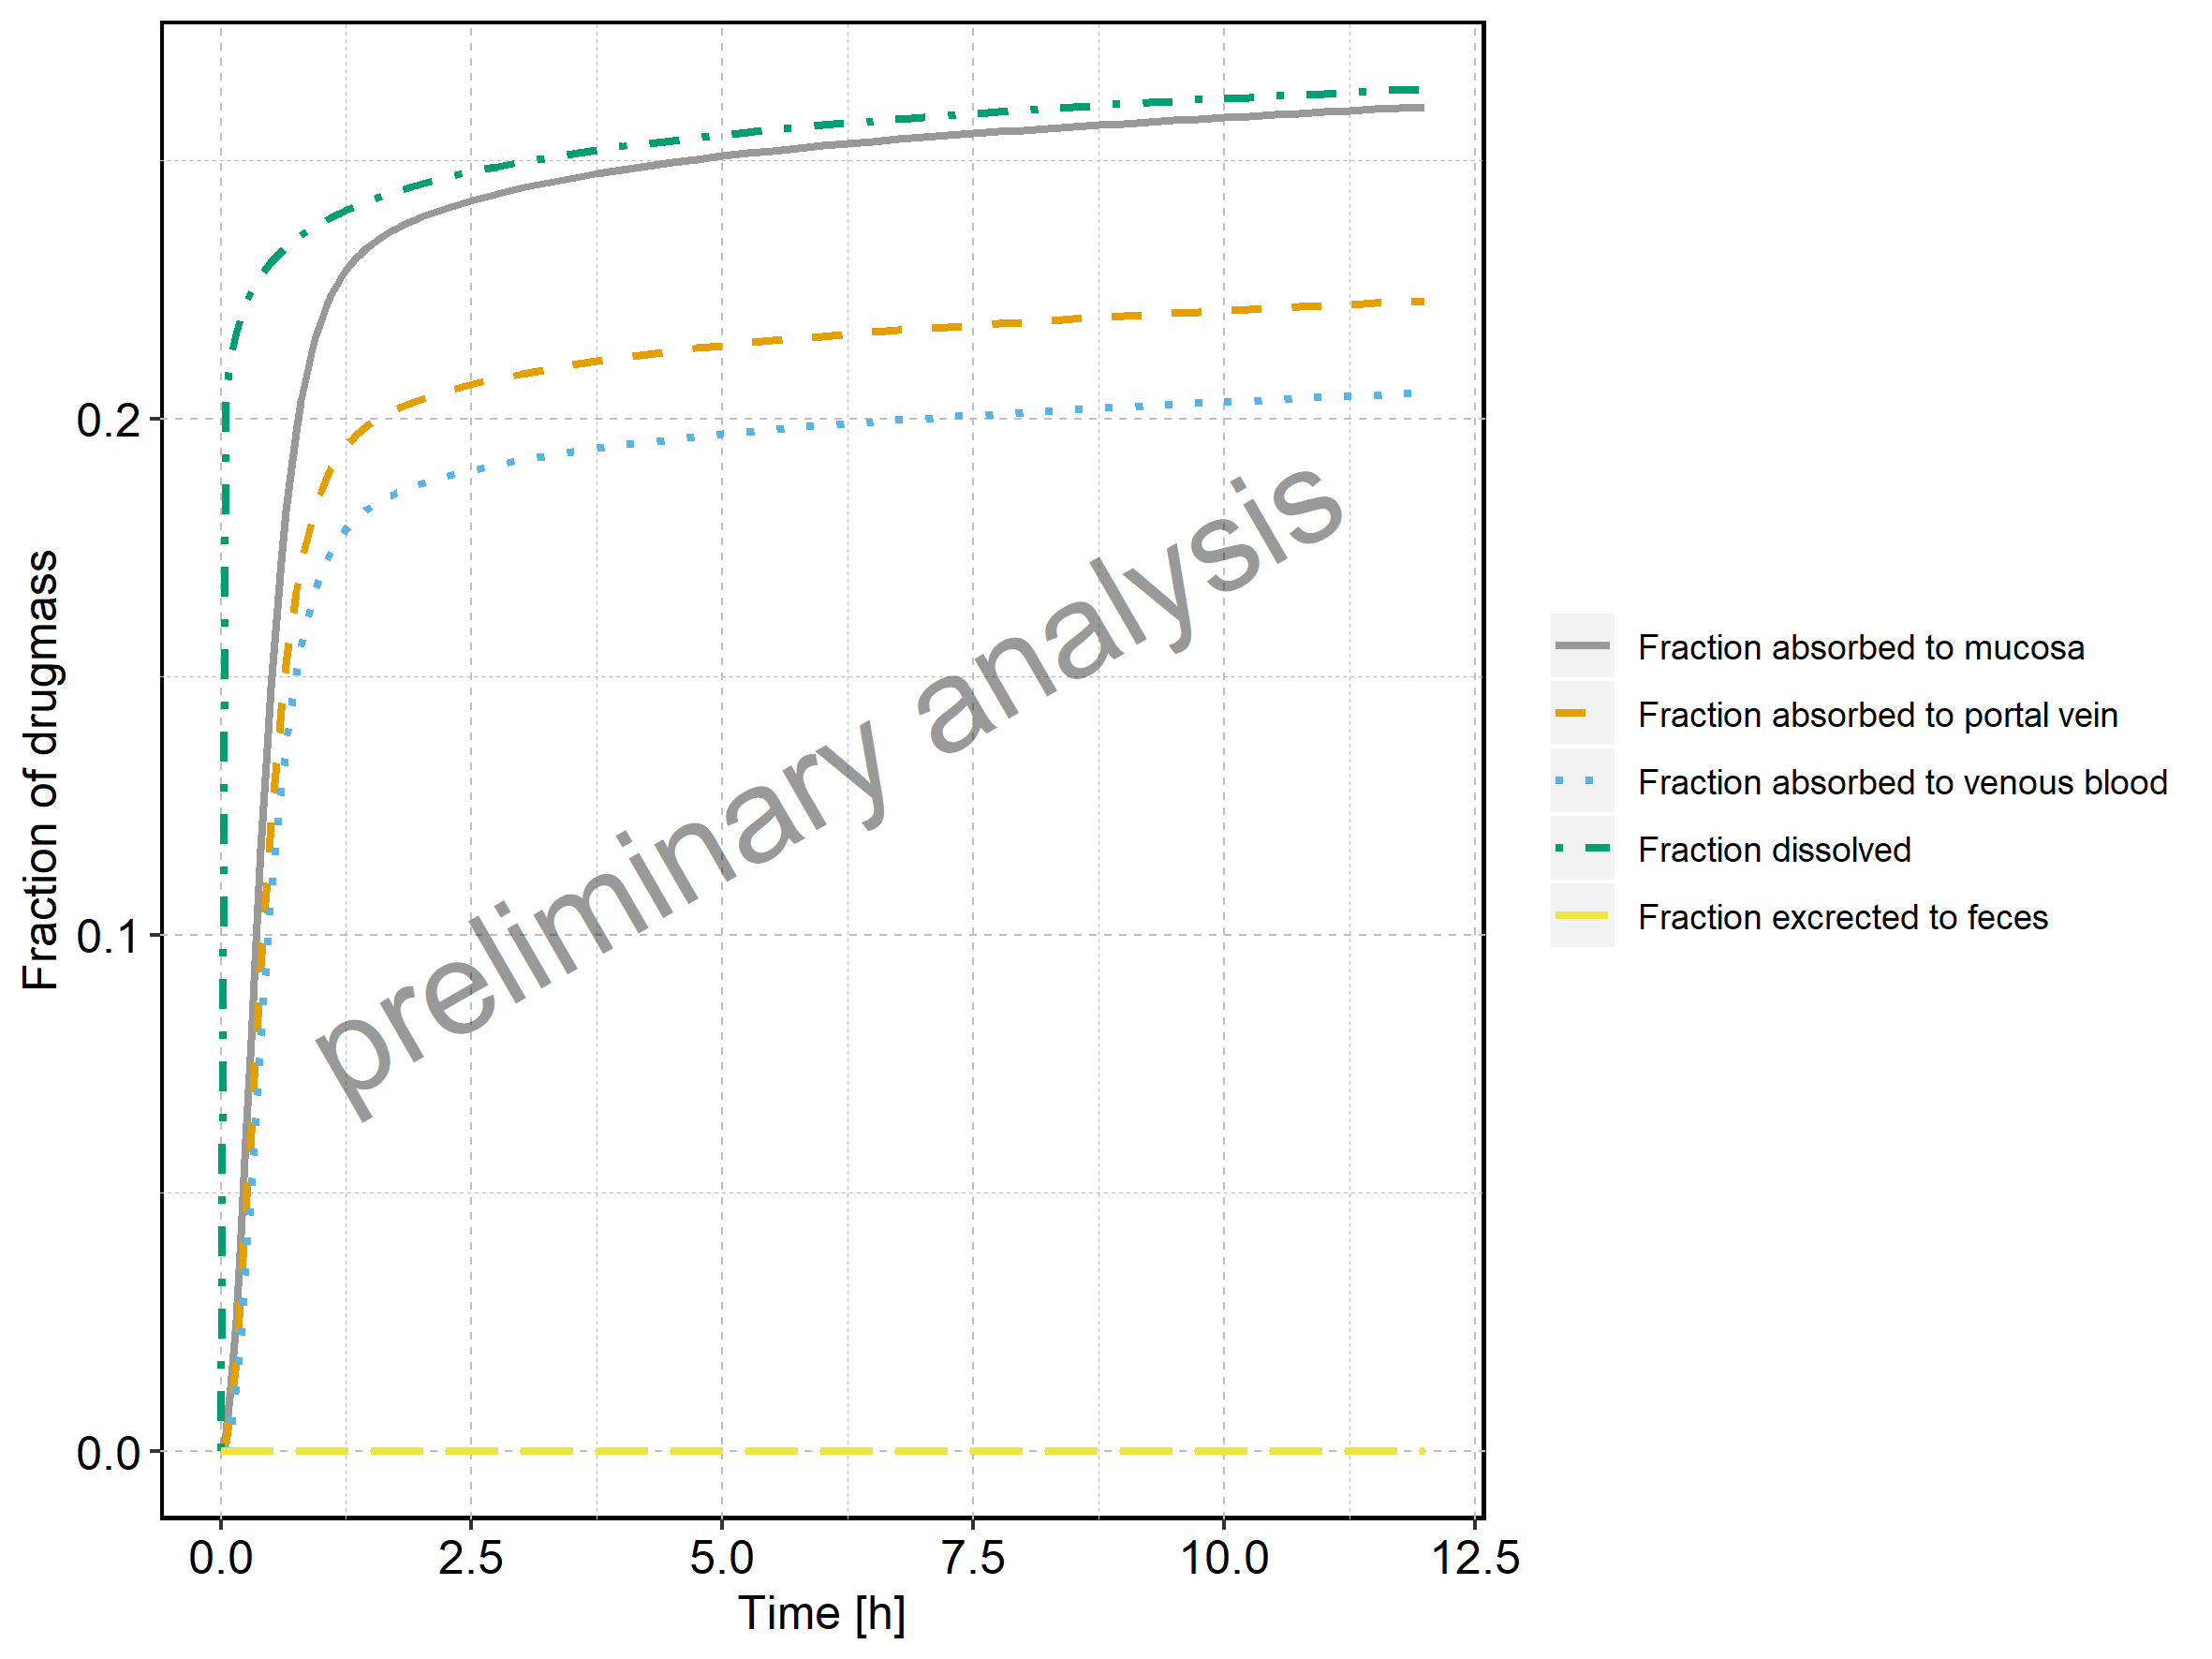 Fraction of drugmass
0.2
0.1
0.0
preliminary analysis
0.0 2.5 5.0 7.5 10.0 12.5
Time [h]
Fraction absorbed to mucosa
Fraction absorbed to portal vein
Fraction absorbed to venous blood
Fraction dissolved
Fraction excrected to feces